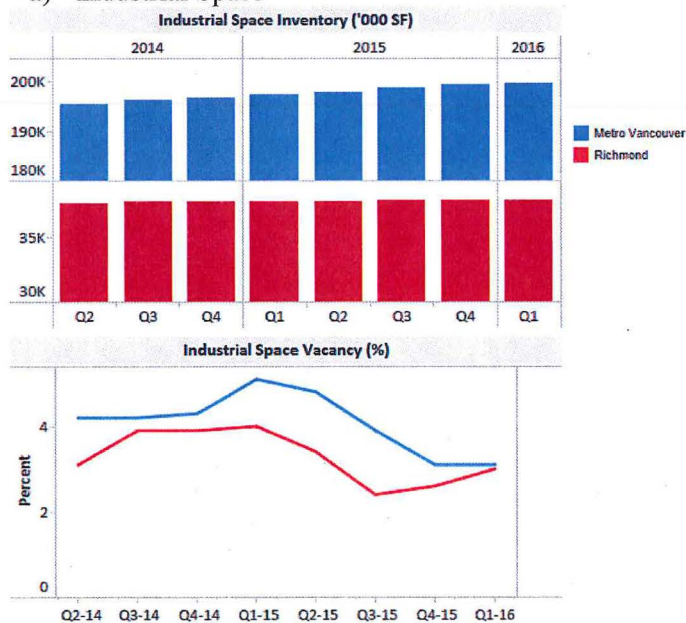 a) Industrial Space
Industrial Space Inventory ('000 SF)
2014 2015 2016
200K
190K
180K
Metro Vancouver
Richmond
35K
30K
Q2 Q3 Q4 Q1 Q2 Q3 Q4 Q1
Industrial Space Vacancy (%)
Percent
4
2
0
Q2-14 Q3-14 Q4-14 Q1-15 Q2-15 Q3-15 Q4-15 Q1-16